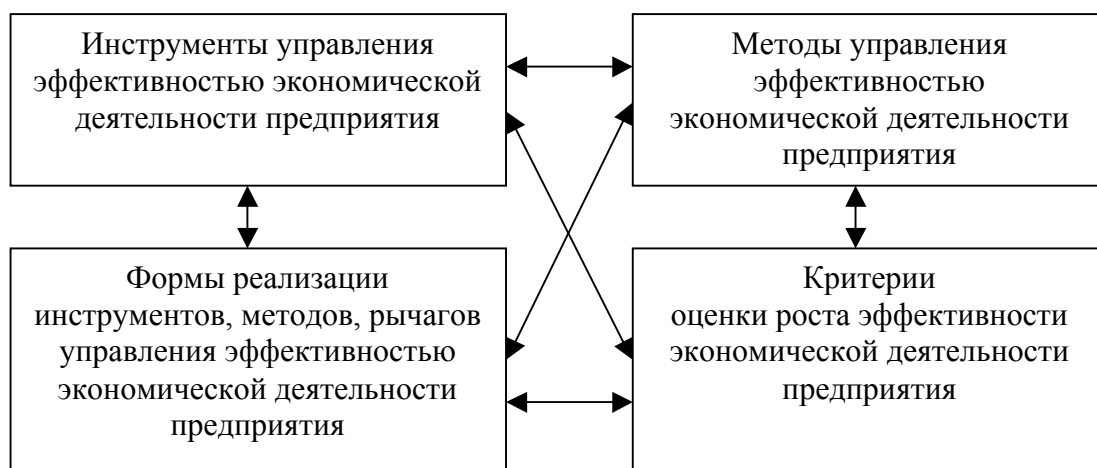 Инструменты управления
эффективностью экономической
деятельности предприятия
Методы управления
эффективностью
экономической деятельности
предприятия
Формы реализации
инструментов, методов, рычагов
управления эффективностью
экономической деятельности
предприятия
Критерии
оценки роста эффективности
экономической деятельности
предприятия